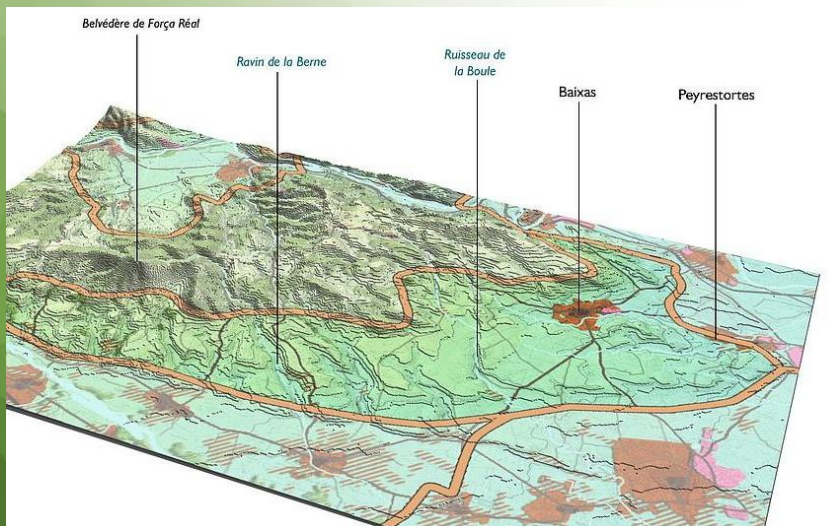 Belvédère de Força Réal
Ravin de la Berne
Ruisseau de
la Boule
Baixas
Peyrestortes